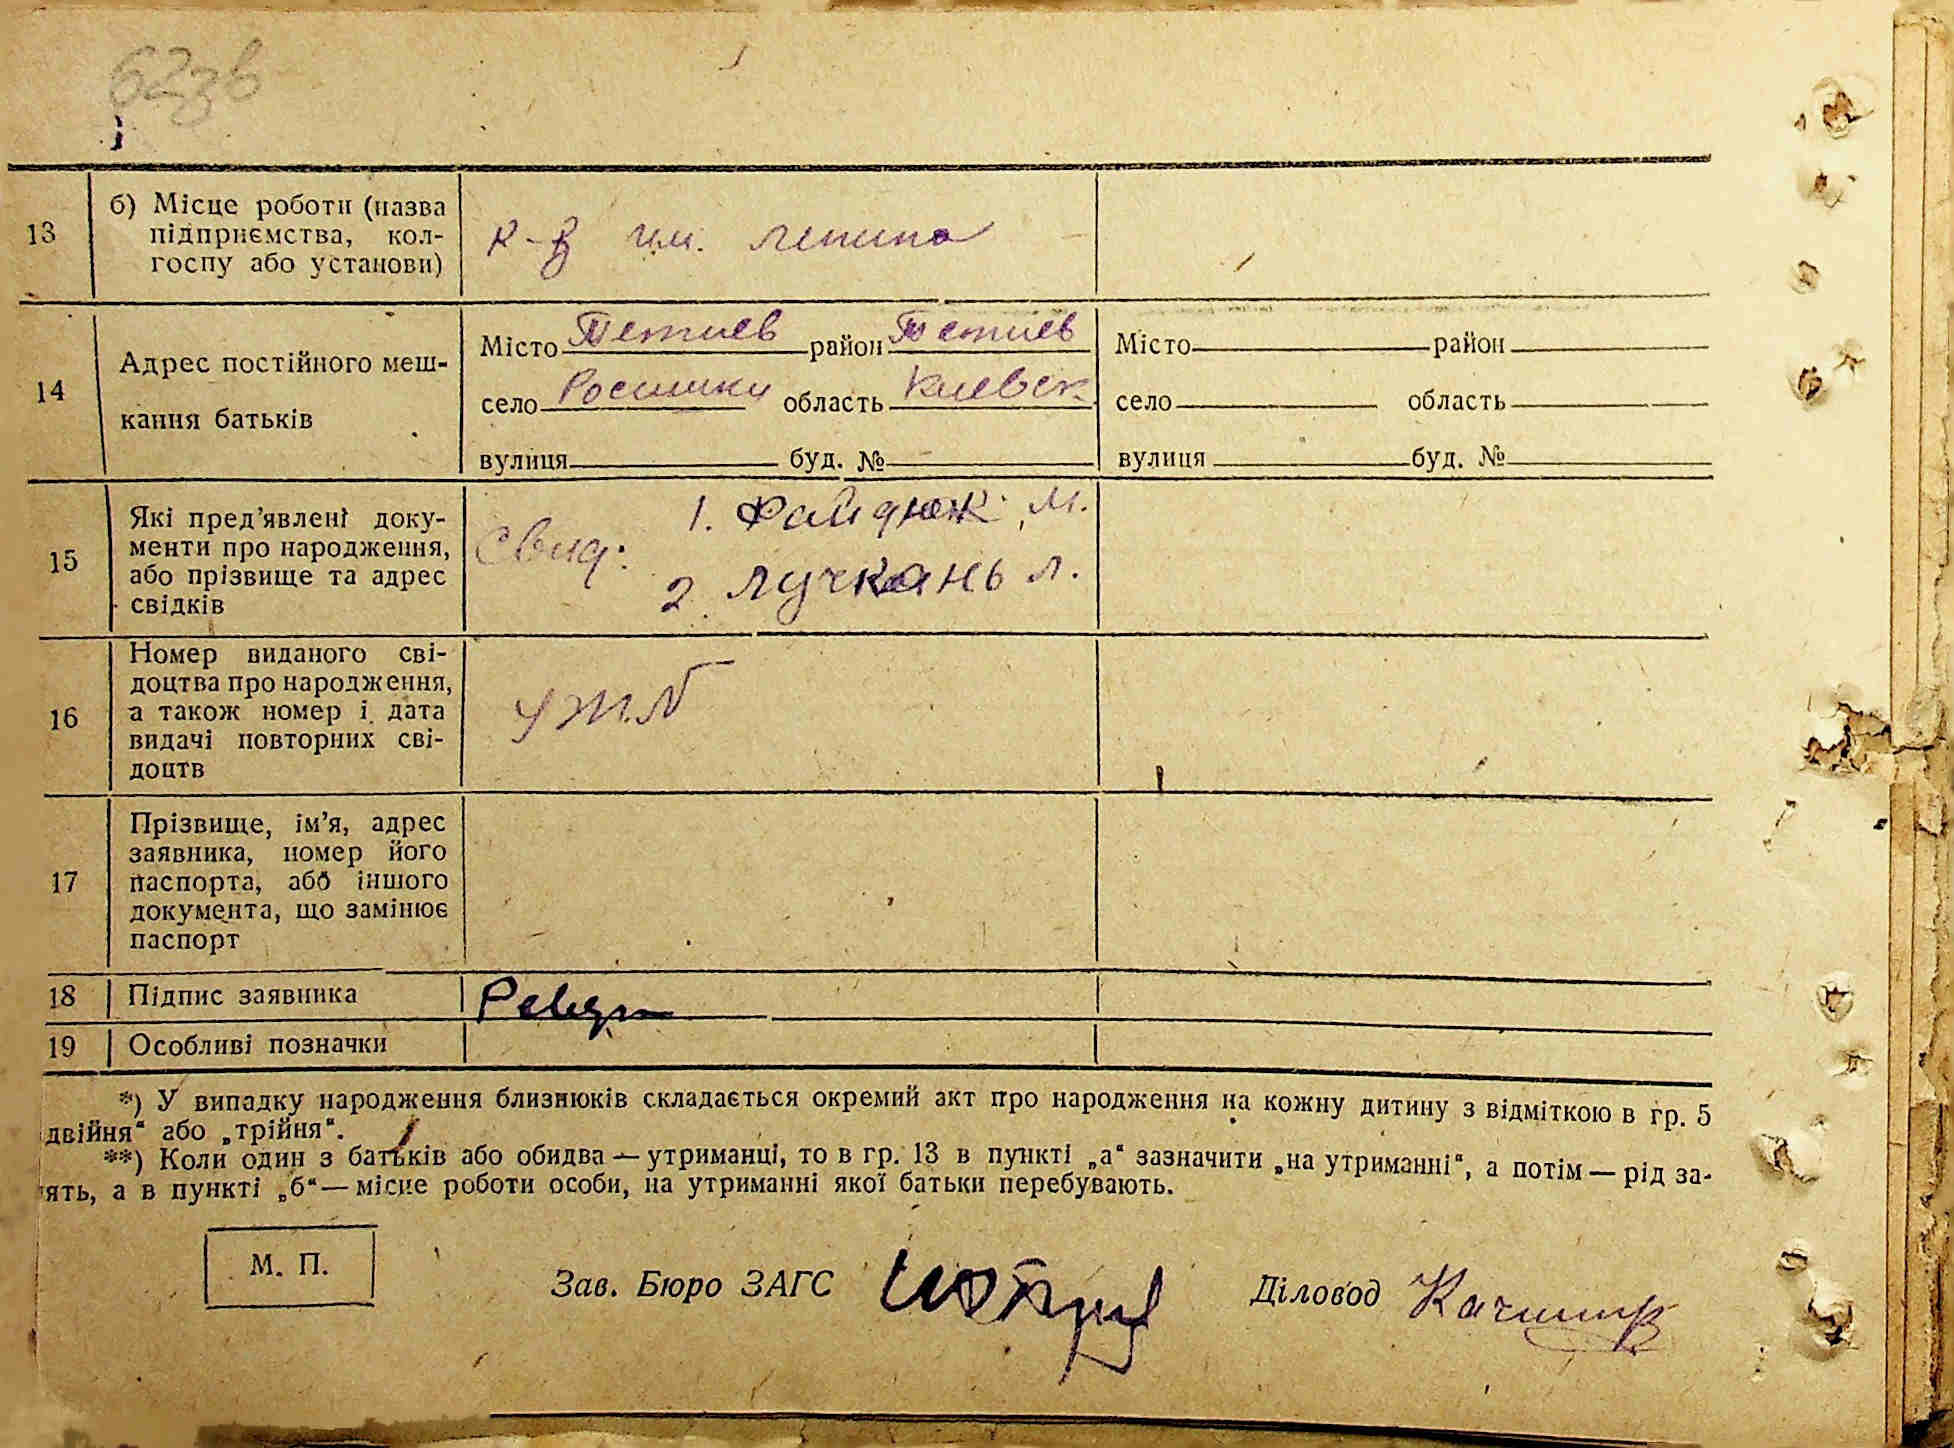 62зв
13
б) Місце роботи (назва
підприємства, кол-
госпу або установи)
к-з им. Ленина
14
Адрес постійного меш-
кання батьків
Місто Тетиев район Тетиев
село Росишки область Киевск.
вулиця буд. №
Місто район
село область
вулиця буд. №
15
Які пред'явлені доку-
менти про народження,
або прізвище та адрес
свідків
Свид:
1. М.
2. Лучкань Л.
16
Номер виданого сві-
доцтва про народження,
а також номер і дата
видачі повторних сві-
доцтв
17
Прізвище, ім'я, адрес
заявника, номер його
паспорта, або іншого
документа, що замінює
паспорт
18
Підпис заявника
19
Особливі позначки
*) У випадку народження близнюків складається окремий акт про народження на кожну дитину з відміткою в гр. 5
двійня“ або „трійня“.
**) Коли один з батьків або обидва — утриманці, то в гр. 13 в пункті „а“ зазначити „на утриманні“, а потім — рід за-
ять, а в пункті „б“ — місце роботи особи, на утриманні якої батьки перебувають.
М. П.
Зав. Бюро ЗАГС
Діловод